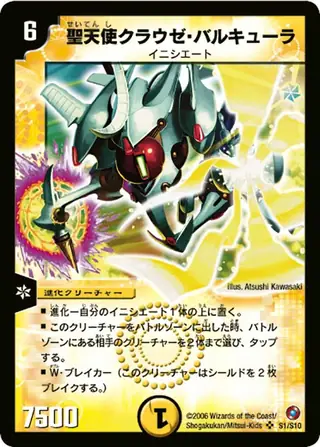 6
せいてんし
聖天使クラウゼ・バルキューラ
イニシエート
illus. Atsushi Kawasaki
進化クリーチャー
■進化ー自分のイニシエート1体の上に置く。
■このクリーチャーをバトルゾーンに出した時、バトル
ゾーンにある相手のクリーチャーを2体まで選び、タップ
する。
■W・ブレイカー(このクリーチャーはシールドを2枚
ブレイクする)
7500
1
©2006 Wizards of the Coast/
Shogakukan/Mitsui-Kids S1/S10